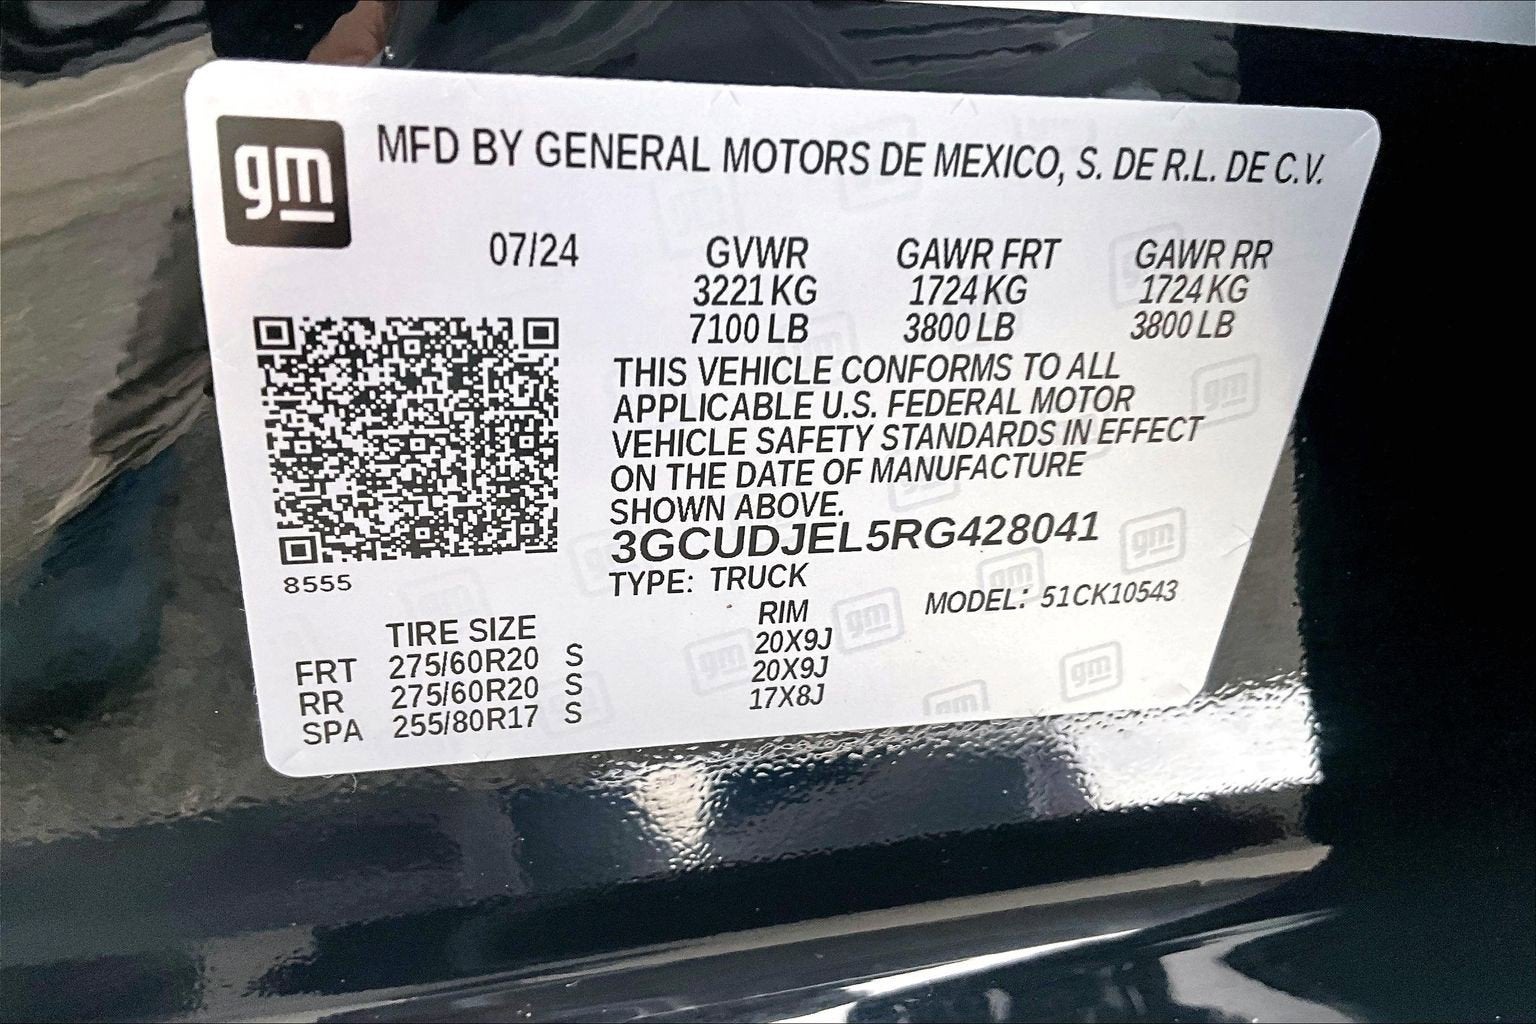 gm
MFD BY GENERAL MOTORS DE MEXICO, S. DE R.L. DE C.V.
07/24 GVWR GAWR FRT GAWR RR
3221 KG 1724 KG 1724 KG
7100 LB 3800 LB 3800 LB
THIS VEHICLE CONFORMS TO ALL
APPLICABLE U.S. FEDERAL MOTOR
VEHICLE SAFETY STANDARDS IN EFFECT
ON THE DATE OF MANUFACTURE
SHOWN ABOVE.
3GCUDJEL5RG428041
8555 TYPE: TRUCK MODEL: 51CK10543
TIRE SIZE RIM
FRT 275/60R20 S 20X9J
RR 275/60R20 S 20X9J
SPA 255/80R17 S 17X8J